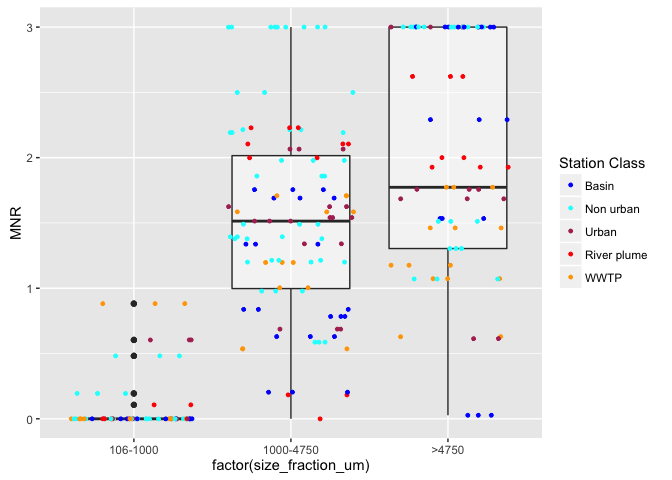 3
2
1
0
MNR
106-1000
1000-4750
>4750
factor(size_fraction_um)
Station Class
Basin
Non urban
Urban
River plume
WWTP